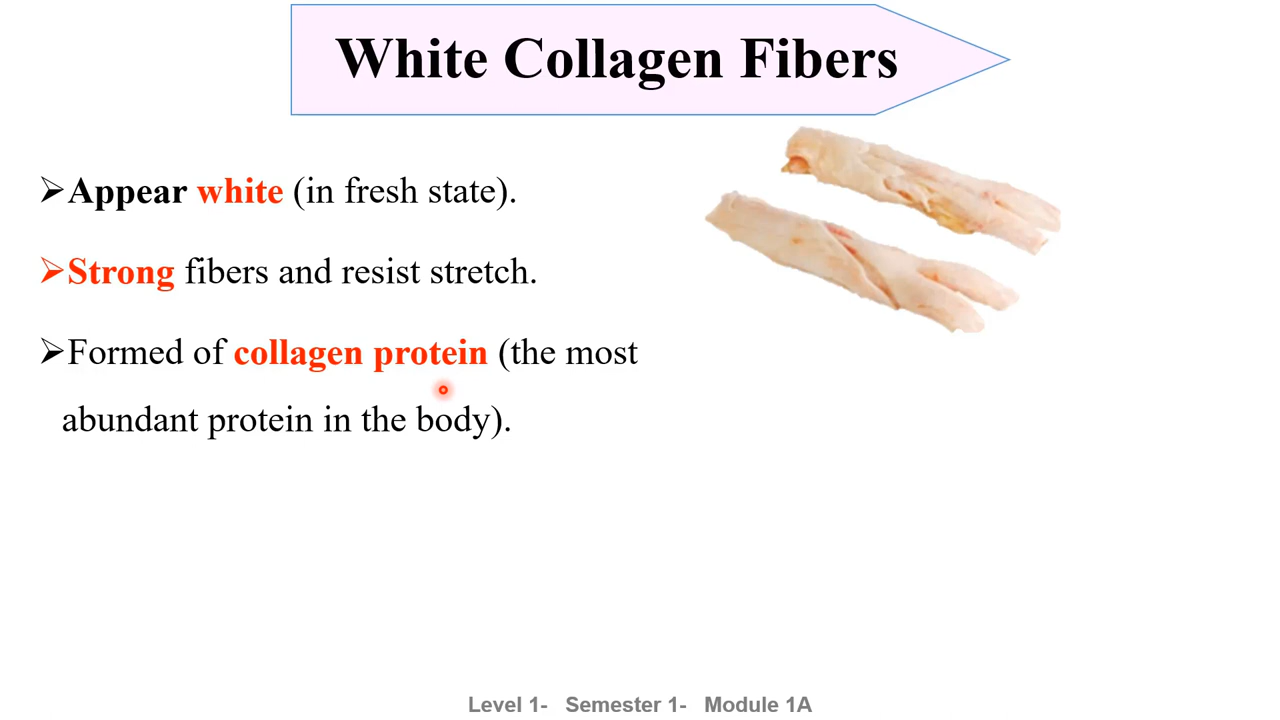 White Collagen Fibers
➢Appear white (in fresh state).
➢Strong fibers and resist stretch.
➢Formed of collagen protein (the most
abundant protein in the body).
Level 1- Semester 1- Module 1A